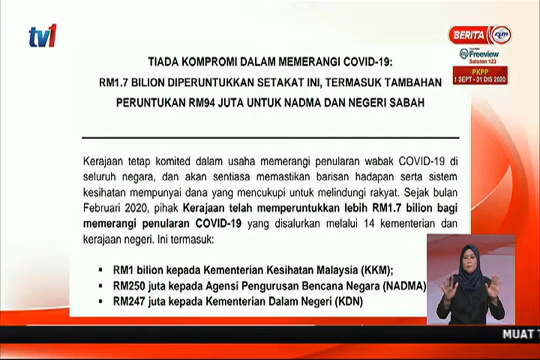 tv1
BERITA rtm
Freeview
Saluran 123
PKPP
1 SEPT - 31 DIS 2020
TIADA KOMPROMI DALAM MEMERANGI COVID-19:
RM1.7 BILION DIPERUNTUKKAN SETAKAT INI, TERMASUK TAMBAHAN
PERUNTUKAN RM94 JUTA UNTUK NADMA DAN NEGERI SABAH
Kerajaan tetap komited dalam usaha memerangi penularan wabak COVID-19 di
seluruh negara, dan akan sentiasa memastikan barisan hadapan serta sistem
kesihatan mempunyai dana yang mencukupi untuk melindungi rakyat. Sejak bulan
Februari 2020, pihak Kerajaan telah memperuntukkan lebih RM1.7 bilion bagi
memerangi penularan COVID-19 yang disalurkan melalui 14 kementerian dan
kerajaan negeri. Ini termasuk:
• RM1 bilion kepada Kementerian Kesihatan Malaysia (KKM);
• RM250 juta kepada Agensi Pengurusan Bencana Negara (NADMA)
• RM247 juta kepada Kementerian Dalam Negeri (KDN)
MUAT T